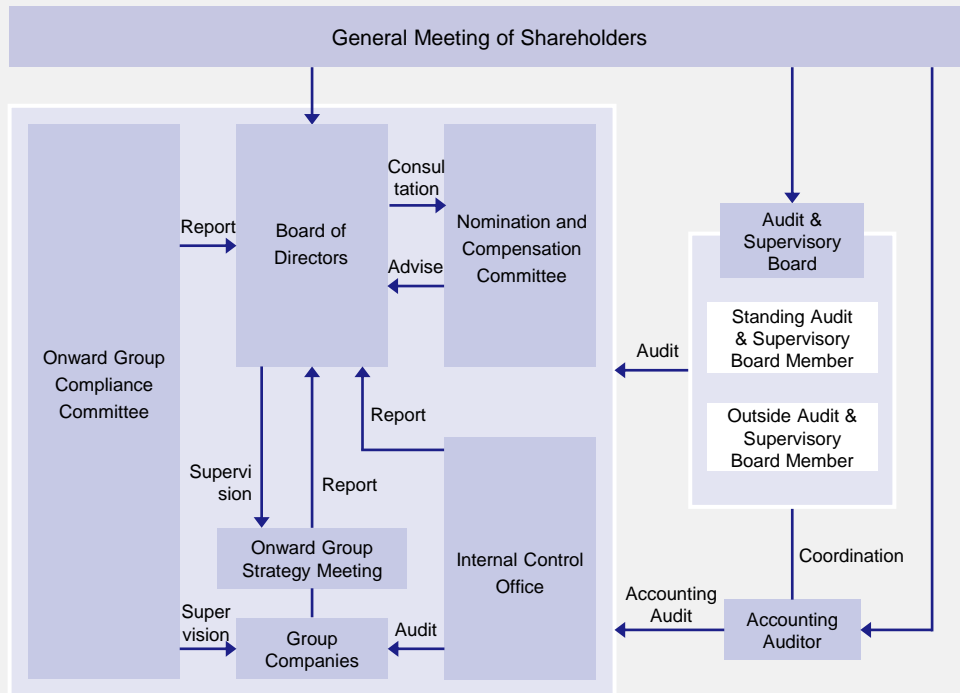 General Meeting of Shareholders
Consul
tation
Report
Board of
Directors
Nomination and
Compensation
Committee
Advise
Audit &
Supervisory
Board
Standing Audit
& Supervisory
Board Member
Audit
Onward Group
Compliance
Committee
Report
Outside Audit &
Supervisory
Board Member
Supervi
sion
Report
Onward Group
Strategy Meeting
Internal Control
Office
Coordination
Accounting
Audit
Super
vision
Group
Companies
Audit
Accounting
Auditor